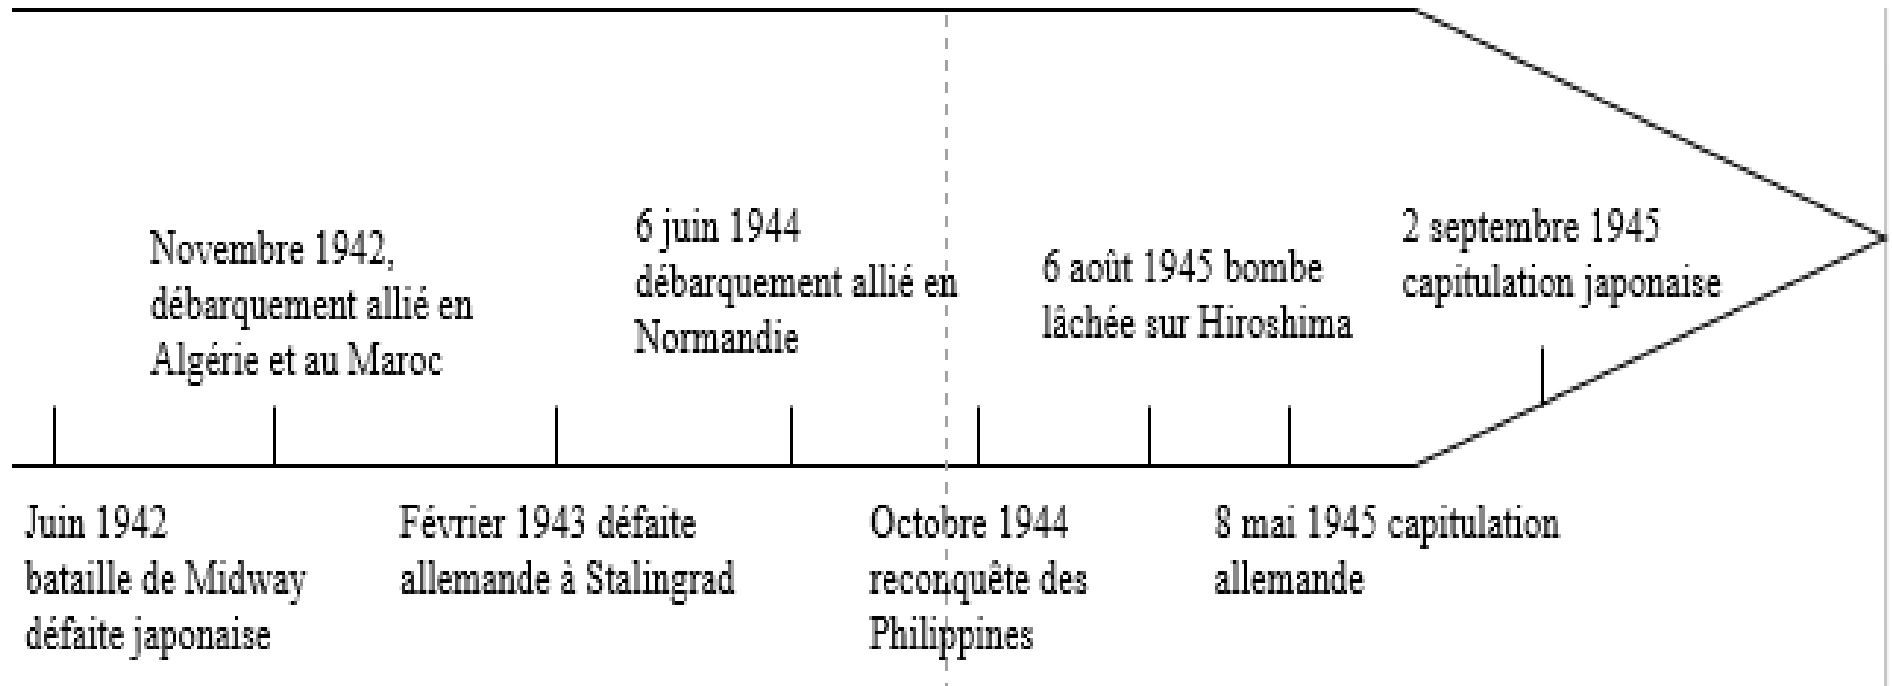 Novembre 1942,
débarquement allié en
Algérie et au Maroc
6 juin 1944
débarquement allié en
Normandie
6 août 1945 bombe
lâchée sur Hiroshima
2 septembre 1945
capitulation japonaise
Juin 1942
bataille de Midway
défaite japonaise
Février 1943 défaite
allemande à Stalingrad
Octobre 1944
reconquête des
Philippines
8 mai 1945 capitulation
allemande